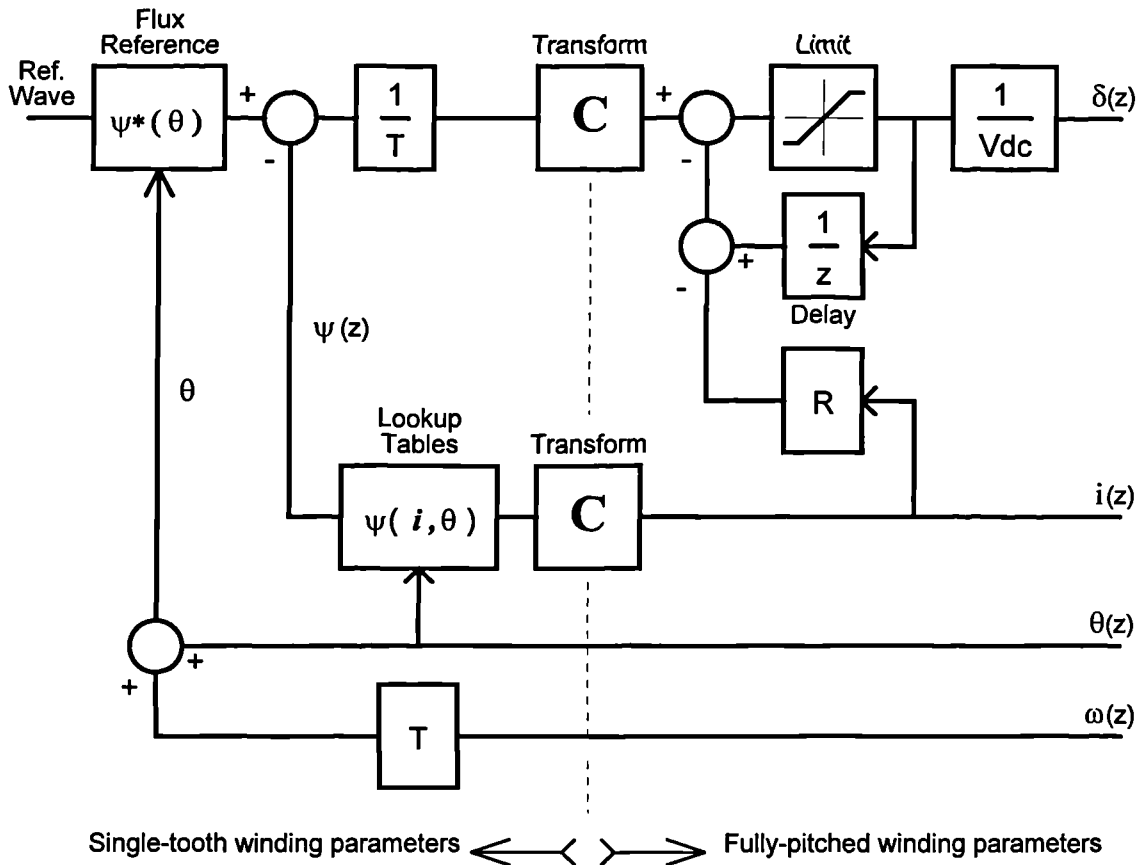 Flux
Reference
Ref.
Wave
ψ*(θ)
+
-
1
T
Transform
C
+
-
Limit
1
Vdc
δ(z)
+
-
1
z
Delay
ψ(z)
θ
R
Lookup
Tables
ψ(i,θ)
Transform
C
i(z)
θ(z)
+
+
T
ω(z)
Single-tooth winding parameters
Fully-pitched winding parameters